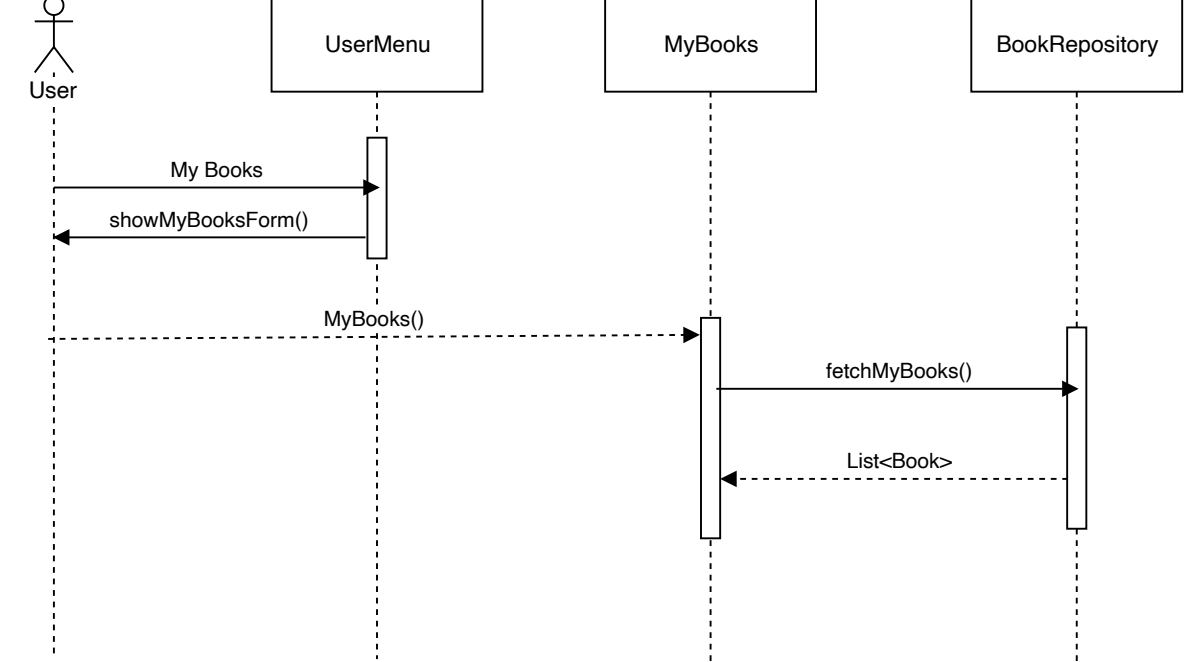 UserMenu
MyBooks
BookRepository
User
My Books
showMyBooksForm()
MyBooks()
fetchMyBooks()
List<Book>